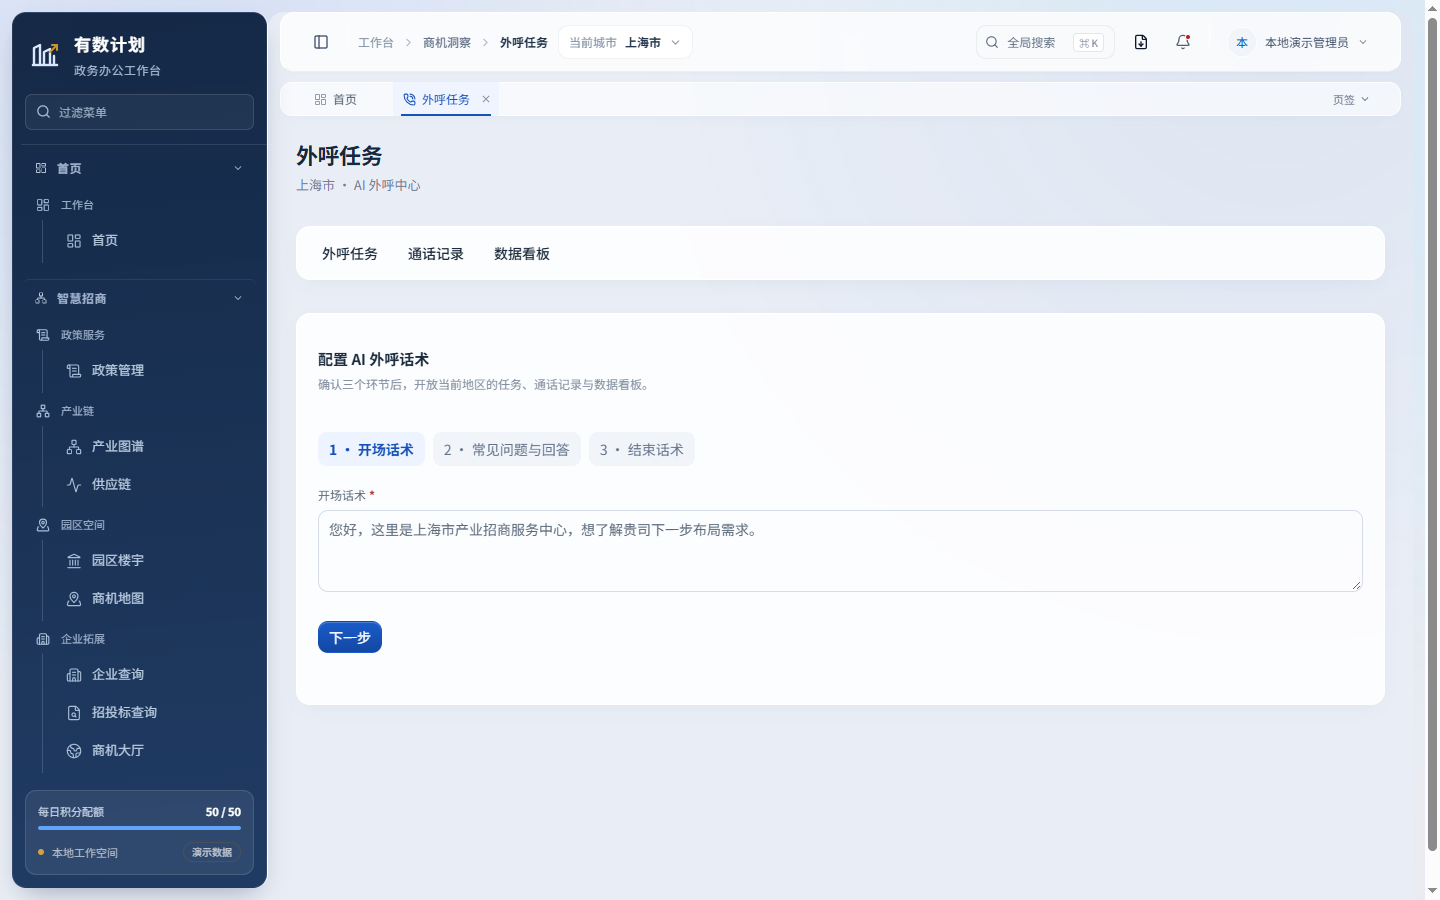 有数计划
政务办公工作台
过滤菜单
首页
工作台
首页
智慧招商
政策服务
政策管理
产业链
产业图谱
供应链
园区空间
园区楼宇
商机地图
企业拓展
企业查询
招投标查询
商机大厅
每日积分配额 50 / 50
本地工作空间 演示数据
工作台 > 商机洞察 > 外呼任务 当前城市 上海市
全局搜索 ⌘K 本 本地演示管理员
首页 外呼任务 × 页签
外呼任务
上海市 • AI 外呼中心
外呼任务 通话记录 数据看板
配置 AI 外呼话术
确认三个环节后，开放当前地区的任务、通话记录与数据看板。
1 • 开场话术 2 • 常见问题与回答 3 • 结束话术
开场话术 *
您好，这里是上海市产业招商服务中心，想了解贵司下一步布局需求。
下一步